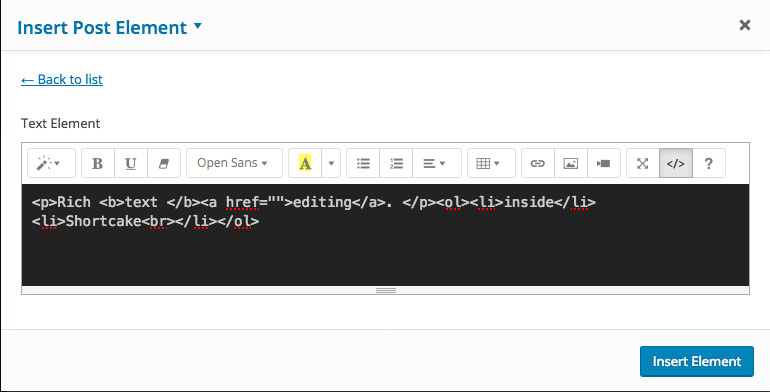 Insert Post Element
×
← Back to list
Text Element
B U Open Sans A </> ?
<p>Rich <b>text </b><a href="">editing</a>. </p><ol><li>inside</li>
<li>Shortcake<br></li></ol>
Insert Element